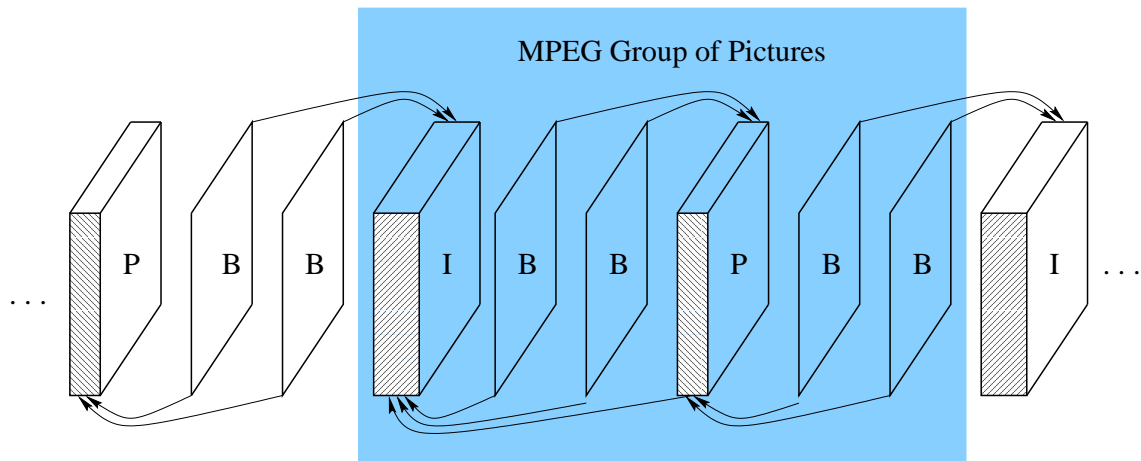 MPEG Group of Pictures
P B B I B B P B B I
. . . . . .